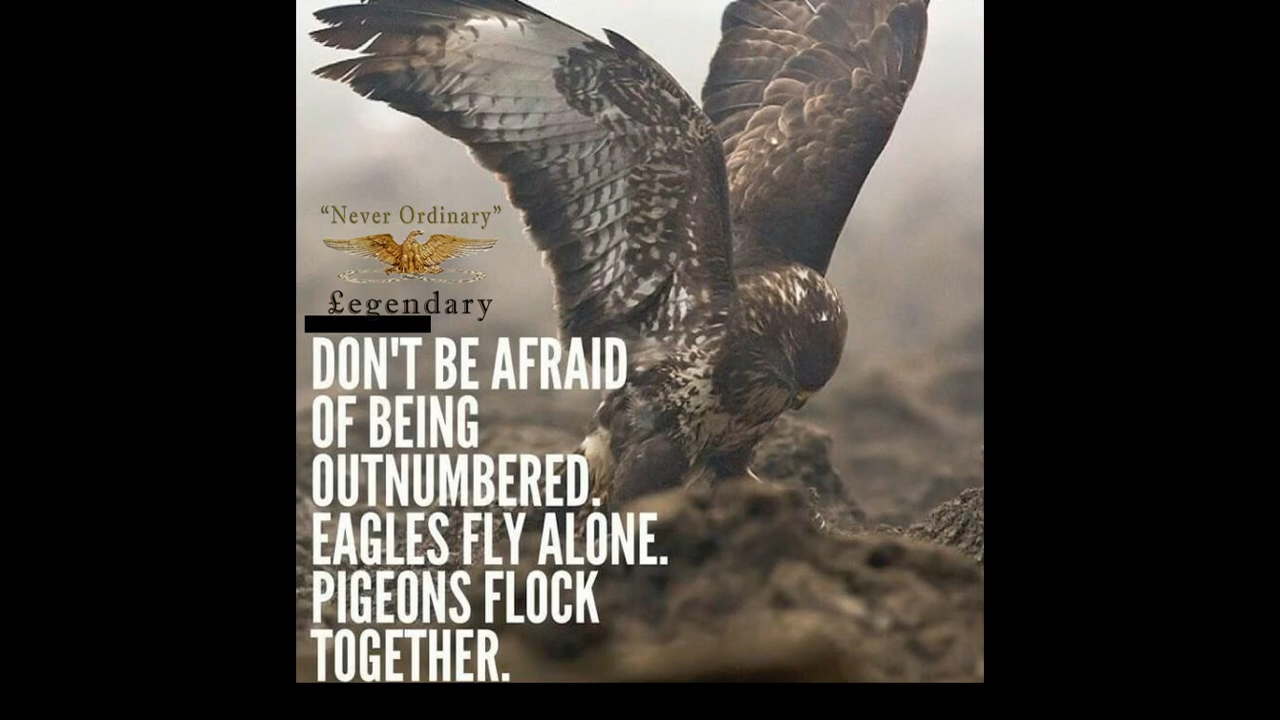 “Never Ordinary”
£egendary
DON'T BE AFRAID
OF BEING
OUTNUMBERED.
EAGLES FLY ALONE.
PIGEONS FLOCK
TOGETHER.